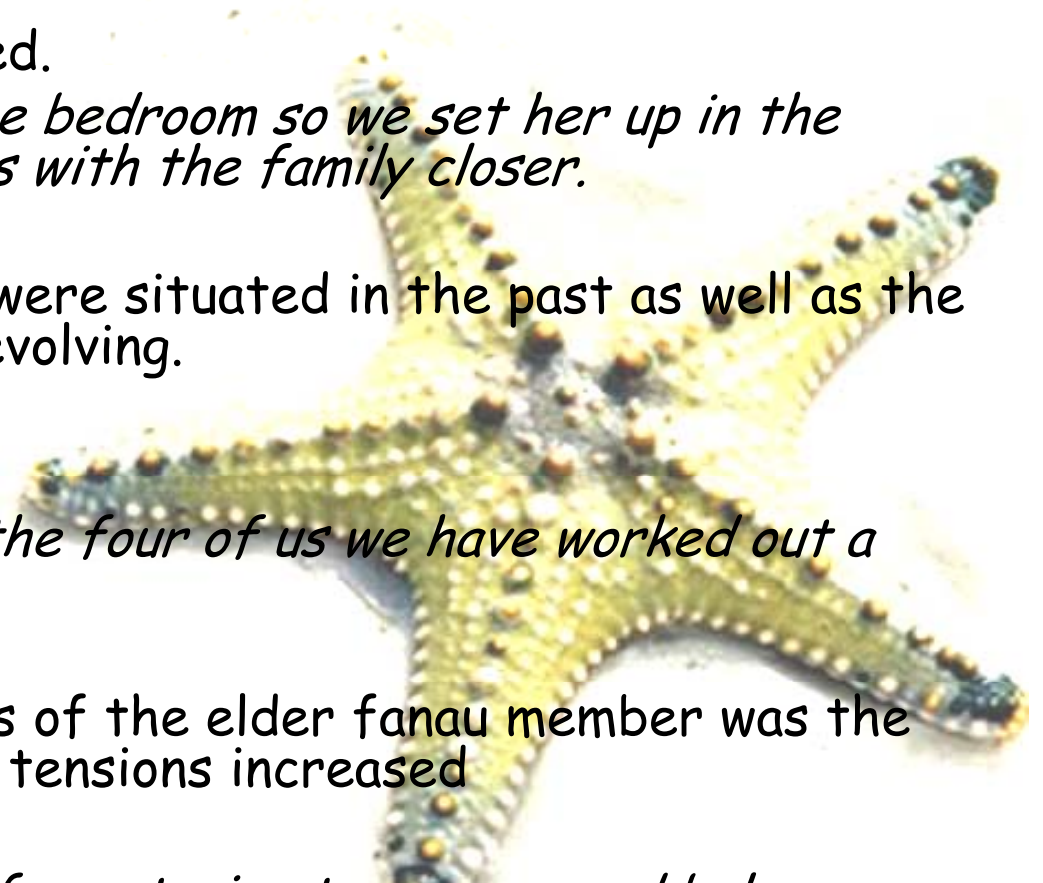 ed.
e bedroom so we set her up in the
s with the family closer.
were situated in the past as well as the
evolving.
the four of us we have worked out a
s of the elder fanau member was the
tensions increased